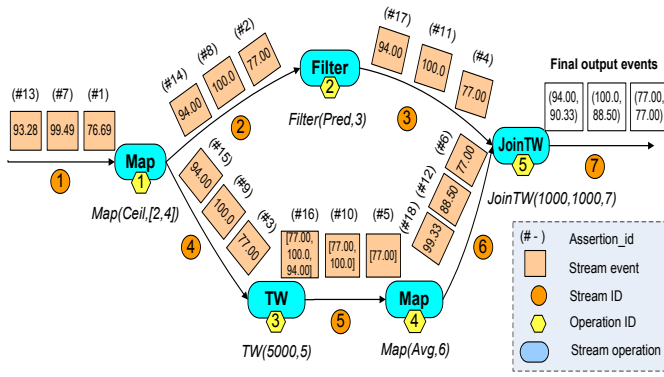 (#13) (#7) (#1)
93.28 99.49 76.69
1
Map
1
Map(Ceil,[2,4])
(#14) (#8) (#2)
94.00 100.0 77.00
2
Filter
2
Filter(Pred,3)
(#17) (#11) (#4)
94.00 100.0 77.00
3
(#15) (#9) (#3)
94.00 100.0 77.00
4
TW
3
TW(5000,5)
(#16) (#10) (#5)
[77.00,
100.0,
94.00]
[77.00,
100.0]
[77.00]
5
Map
4
Map(Avg,6)
(#18) (#12) (#6)
99.33 88.50 77.00
6
JoinTW
5
JoinTW(1000,1000,7)
Final output events
(94.00,
90.33)
(100.0,
88.50)
(77.00,
77.00)
7
(# - ) Assertion_id
Stream event
Stream ID
Operation ID
Stream operation